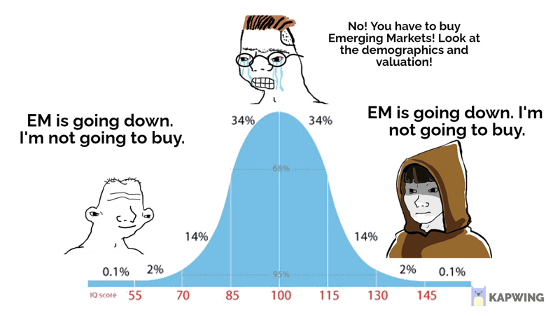 No! You have to buy
Emerging Markets! Look at
the demographics and
valuation!
EM is going down.
I'm not going to buy.
EM is going down. I'm
not going to buy.
34% 34%
68%
14% 14%
95%
0.1% 2% 2% 0.1%
IQ score 55 70 85 100 115 130 145
KAPWING